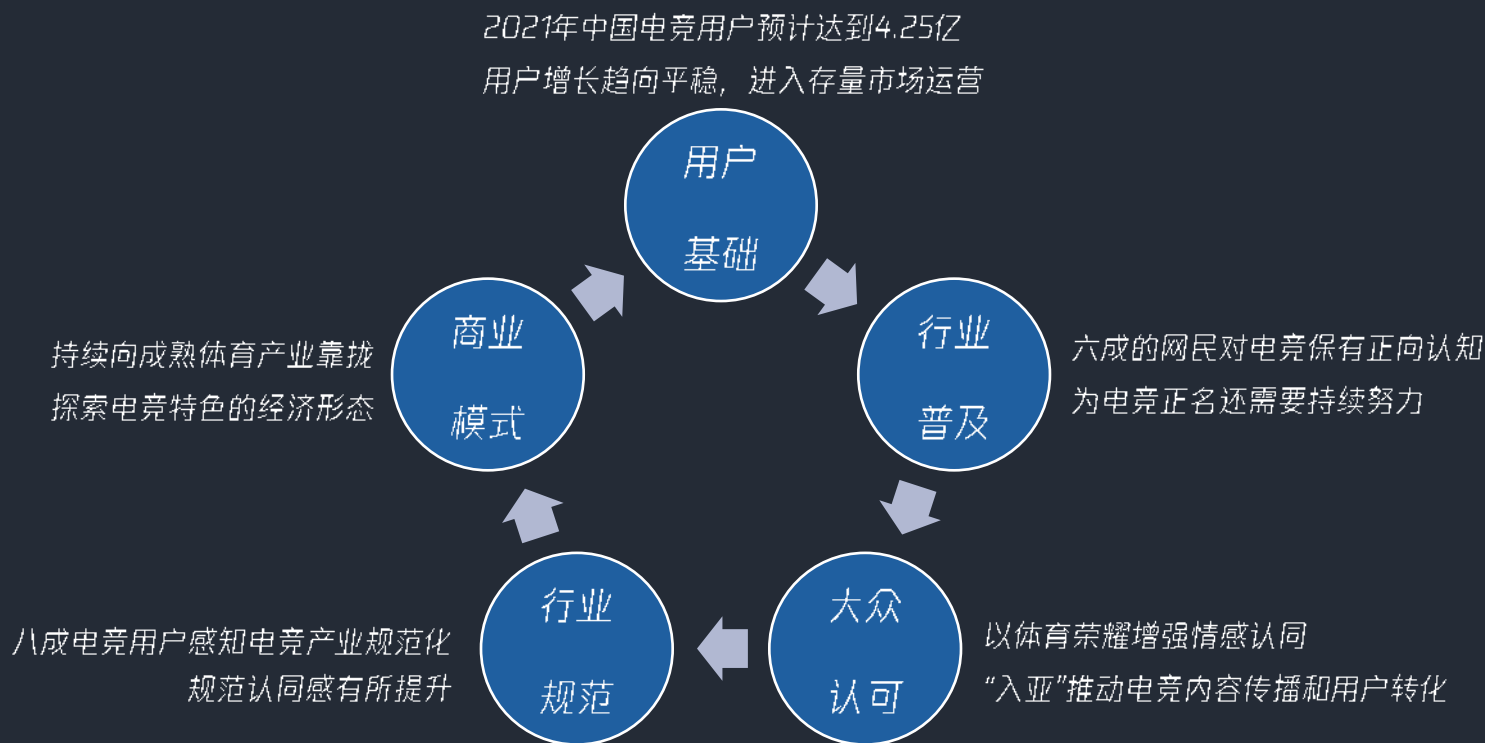 2021年中国电竞用户预计达到4.25亿
用户增长趋向平稳，进入存量市场运营
用户
基础
行业
普及
六成的网民对电竞保有正向认知
为电竞正名还需要持续努力
大众
认可
以体育荣耀增强情感认同
“入亚”推动电竞内容传播和用户转化
行业
规范
八成电竞用户感知电竞产业规范化
规范认同感有所提升
商业
模式
持续向成熟体育产业靠拢
探索电竞特色的经济形态